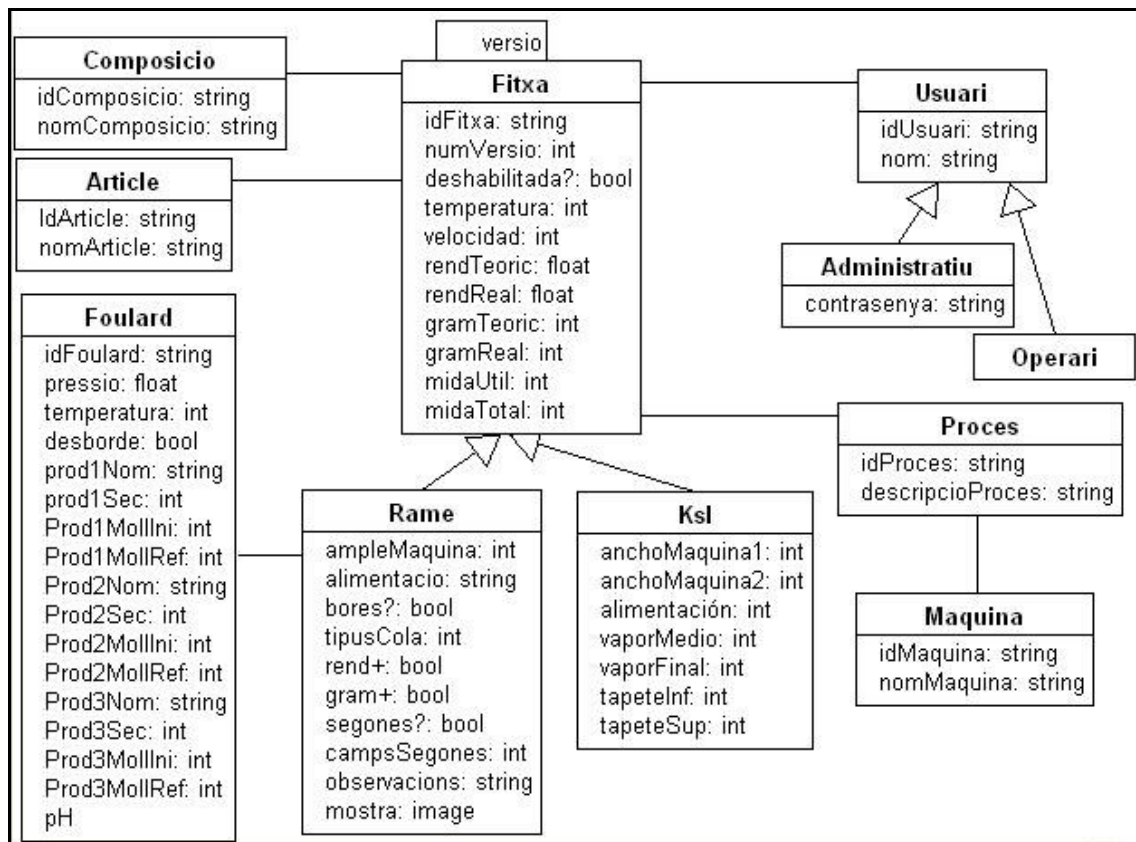 versio
Composicio
idComposicio: string
nomComposicio: string
Fitxa
idFitxa: string
numVersio: int
deshabilitada?: bool
temperatura: int
velocidad: int
rendTeoric: float
rendReal: float
gramTeoric: int
gramReal: int
midaUtil: int
midaTotal: int
Usuari
idUsuari: string
nom: string
Article
IdArticle: string
nomArticle: string
Administratiu
contrasenya: string
Operari
Foulard
idFoulard: string
pressio: float
temperatura: int
desborde: bool
prod1Nom: string
prod1Sec: int
Prod1MollIni: int
Prod1MollRef: int
Prod2Nom: string
Prod2Sec: int
Prod2MollIni: int
Prod2MollRef: int
Prod3Nom: string
Prod3Sec: int
Prod3MollIni: int
Prod3MollRef: int
pH
Rame
ampleMaquina: int
alimentacio: string
bores?: bool
tipusCola: int
rend+: bool
gram+: bool
segones?: bool
campsSegones: int
observacions: string
mostra: image
Ksl
anchoMaquina1: int
anchoMaquina2: int
alimentación: int
vaporMedio: int
vaporFinal: int
tapeteInf: int
tapeteSup: int
Proces
idProces: string
descripcioProces: string
Maquina
idMaquina: string
nomMaquina: string